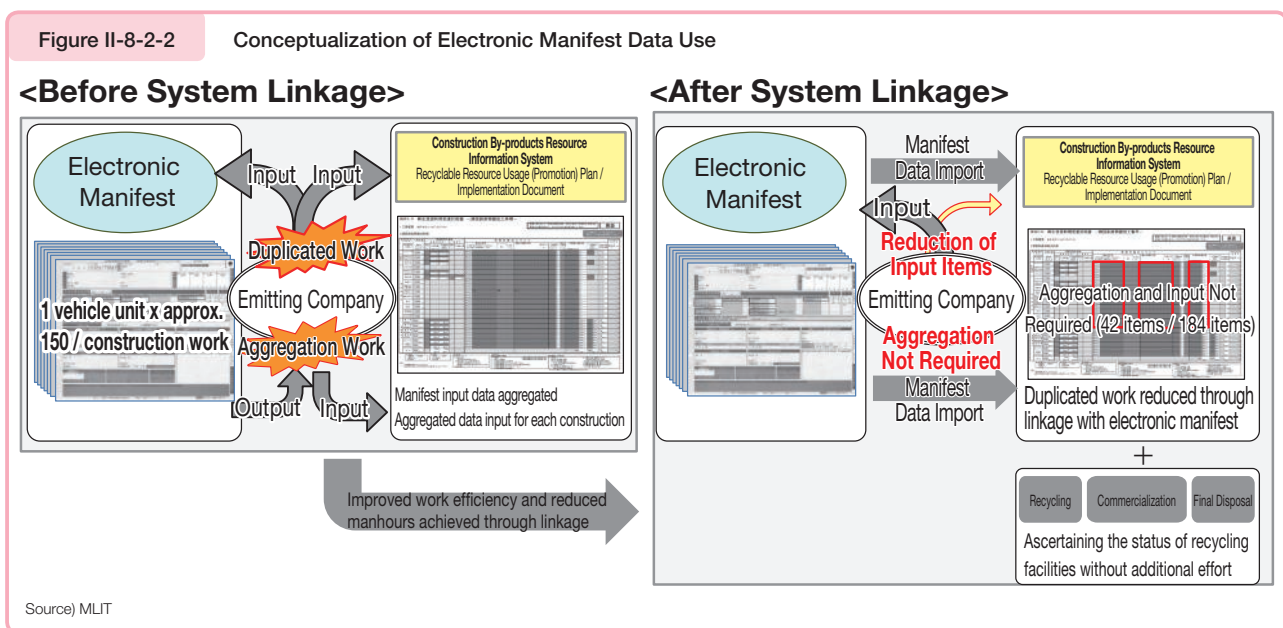 Figure II-8-2-2
Conceptualization of Electronic Manifest Data Use
<Before System Linkage>
Electronic
Manifest
1 vehicle unit x approx.
150 / construction work
Input
Input
Duplicated Work
Emitting Company
Aggregation Work
Output
Input
Construction By-products Resource
Information System
Recyclable Resource Usage (Promotion) Plan /
Implementation Document
Manifest input data aggregated
Aggregated data input for each construction
Improved work efficiency and reduced
manhours achieved through linkage
<After System Linkage>
Electronic
Manifest
Manifest
Data Import
Input
Reduction of
Input Items
Emitting Company
Aggregation
Not Required
Manifest
Data Import
Construction By-products Resource
Information System
Recyclable Resource Usage (Promotion) Plan /
Implementation Document
Aggregation and Input Not
Required (42 items / 184 items)
Duplicated work reduced through
linkage with electronic manifest
+
Recycling
Commercialization
Final Disposal
Ascertaining the status of recycling
facilities without additional effort
Source) MLIT